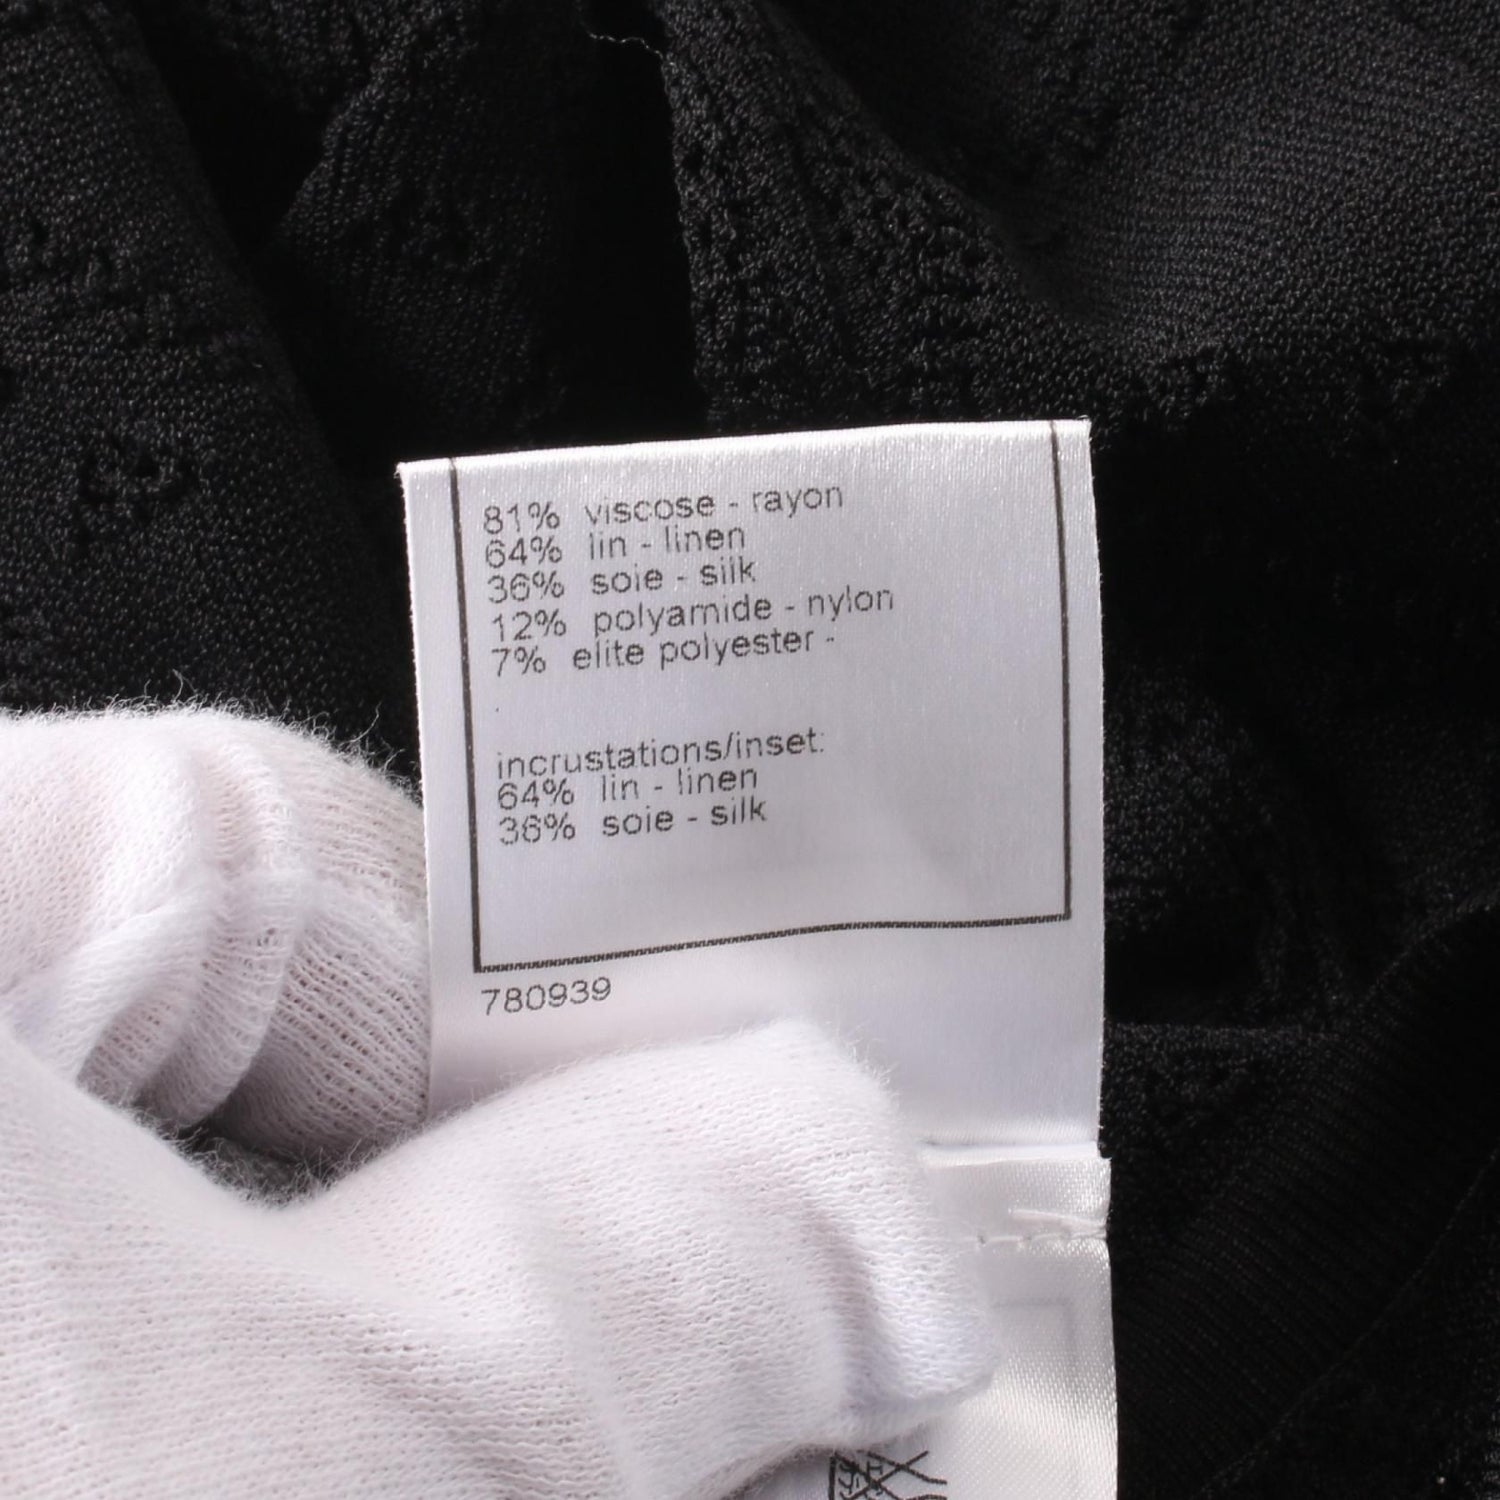 81% viscose - rayon
64% lin - linen
36% soie - silk
12% polyamide - nylon
7% elite polyester -
incrustations/inset:
64% lin - linen
36% soie - silk
780939